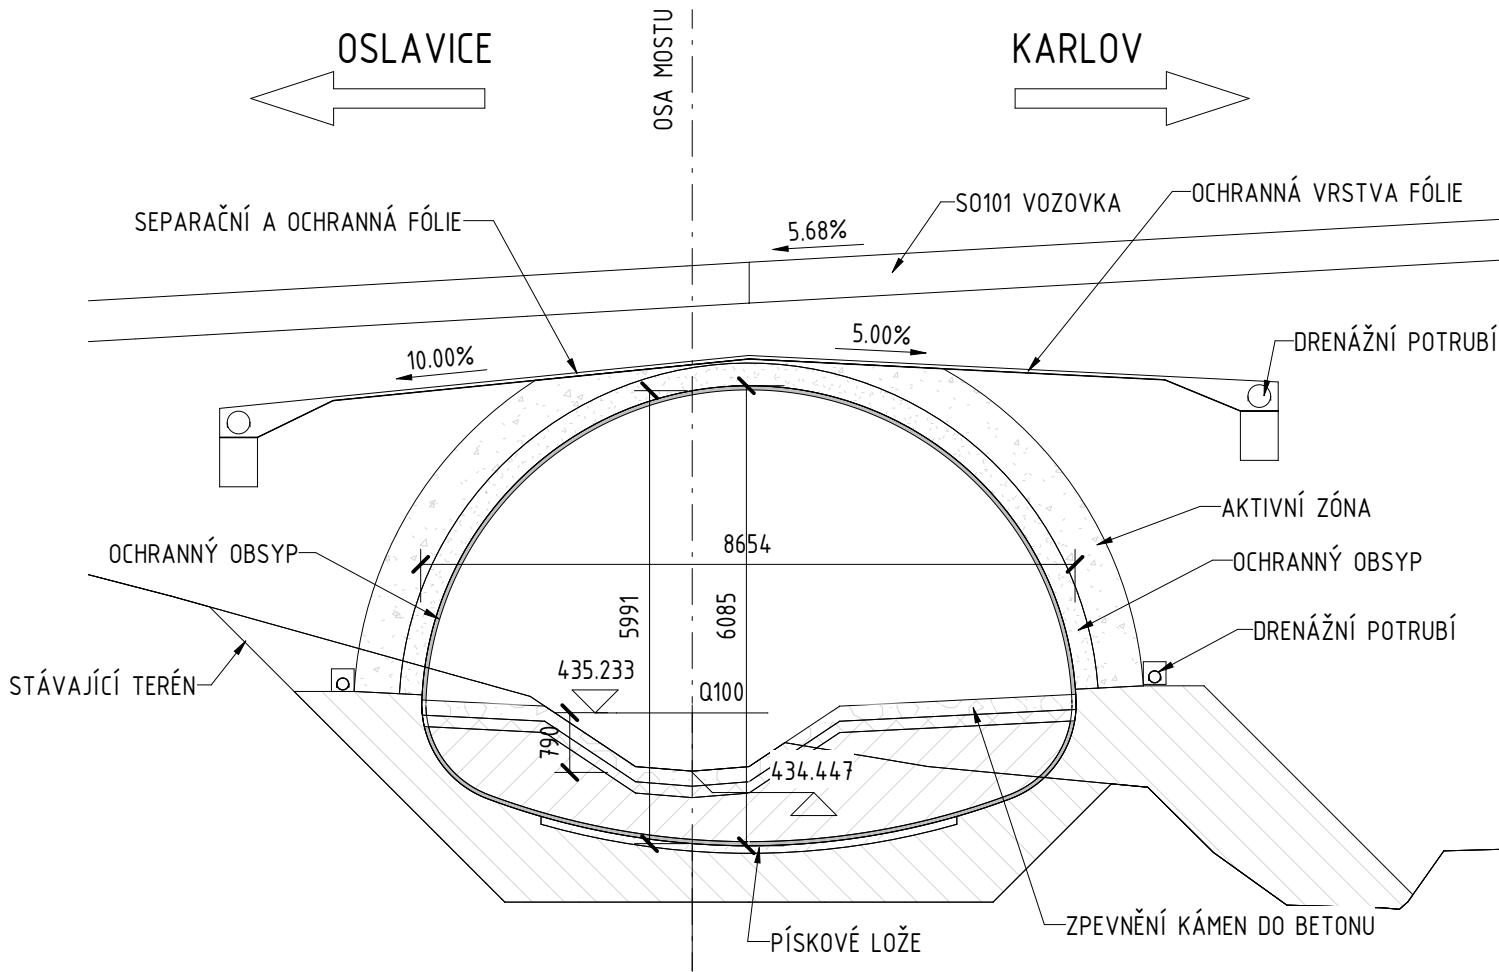 OSLAVICE
OSA MOSTU
KARLOV
SEPARAČNÍ A OCHRANNÁ FÓLIE
5.68%
SO101 VOZOVKA
OCHRANNÁ VRSTVA FÓLIE
10.00%
5.00%
DRENÁŽNÍ POTRUBÍ
AKTIVNÍ ZÓNA
OCHRANNÝ OBSYP
8654
OCHRANNÝ OBSYP
5991
6085
DRENÁŽNÍ POTRUBÍ
STÁVAJÍCÍ TERÉN
435.233
Q100
790
434.447
ZPEVNĚNÍ KÁMEN DO BETONU
PÍSKOVÉ LOŽE